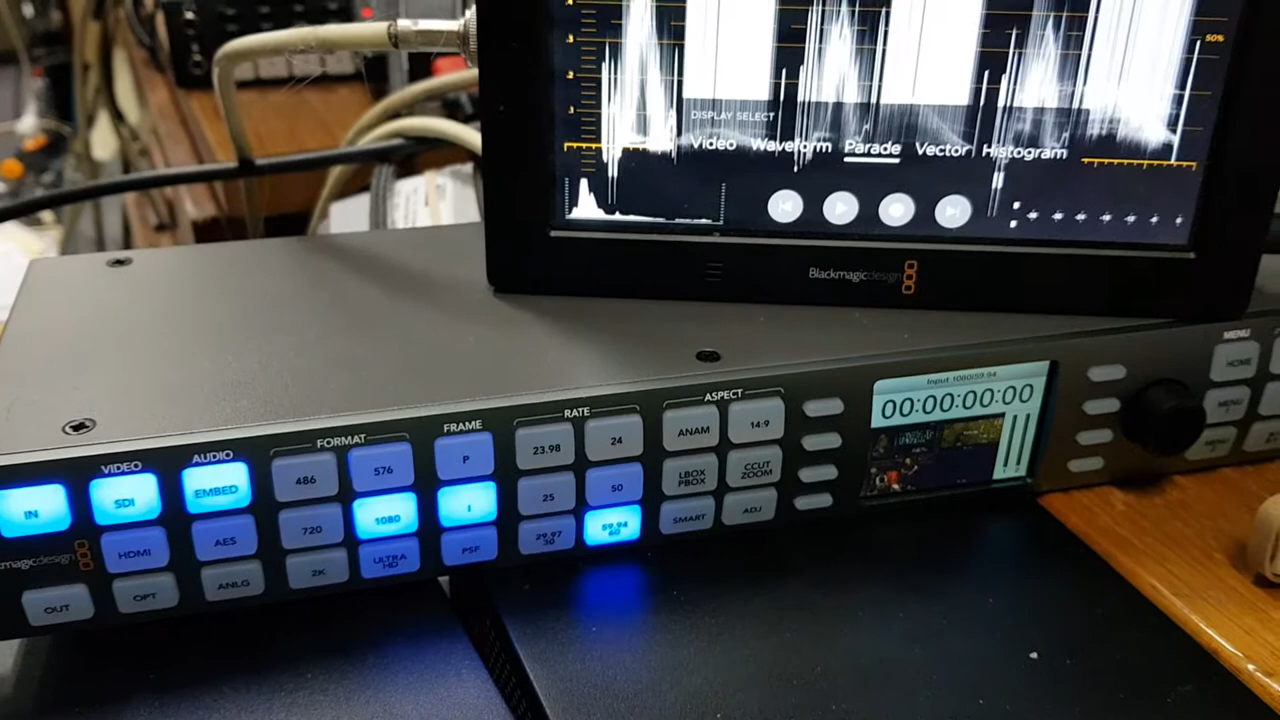 50%
DISPLAY SELECT
Video Waveform Parade Vector Histogram
Blackmagicdesign
Input 1080i59.94
00:00:00:00
MENU
HOME
MENU
VIDEO
AUDIO
FORMAT
FRAME
RATE
ASPECT
IN
SDI
EMBED
486
576
P
23.98
24
ANAM
14:9
HDMI
AES
720
1080
I
25
50
LBOX
PBOX
CCUT
ZOOM
magicdesign
OUT
OPT
ANLG
2K
ULTRA
HD
PSF
29.97
30
59.94
60
SMART
ADJ